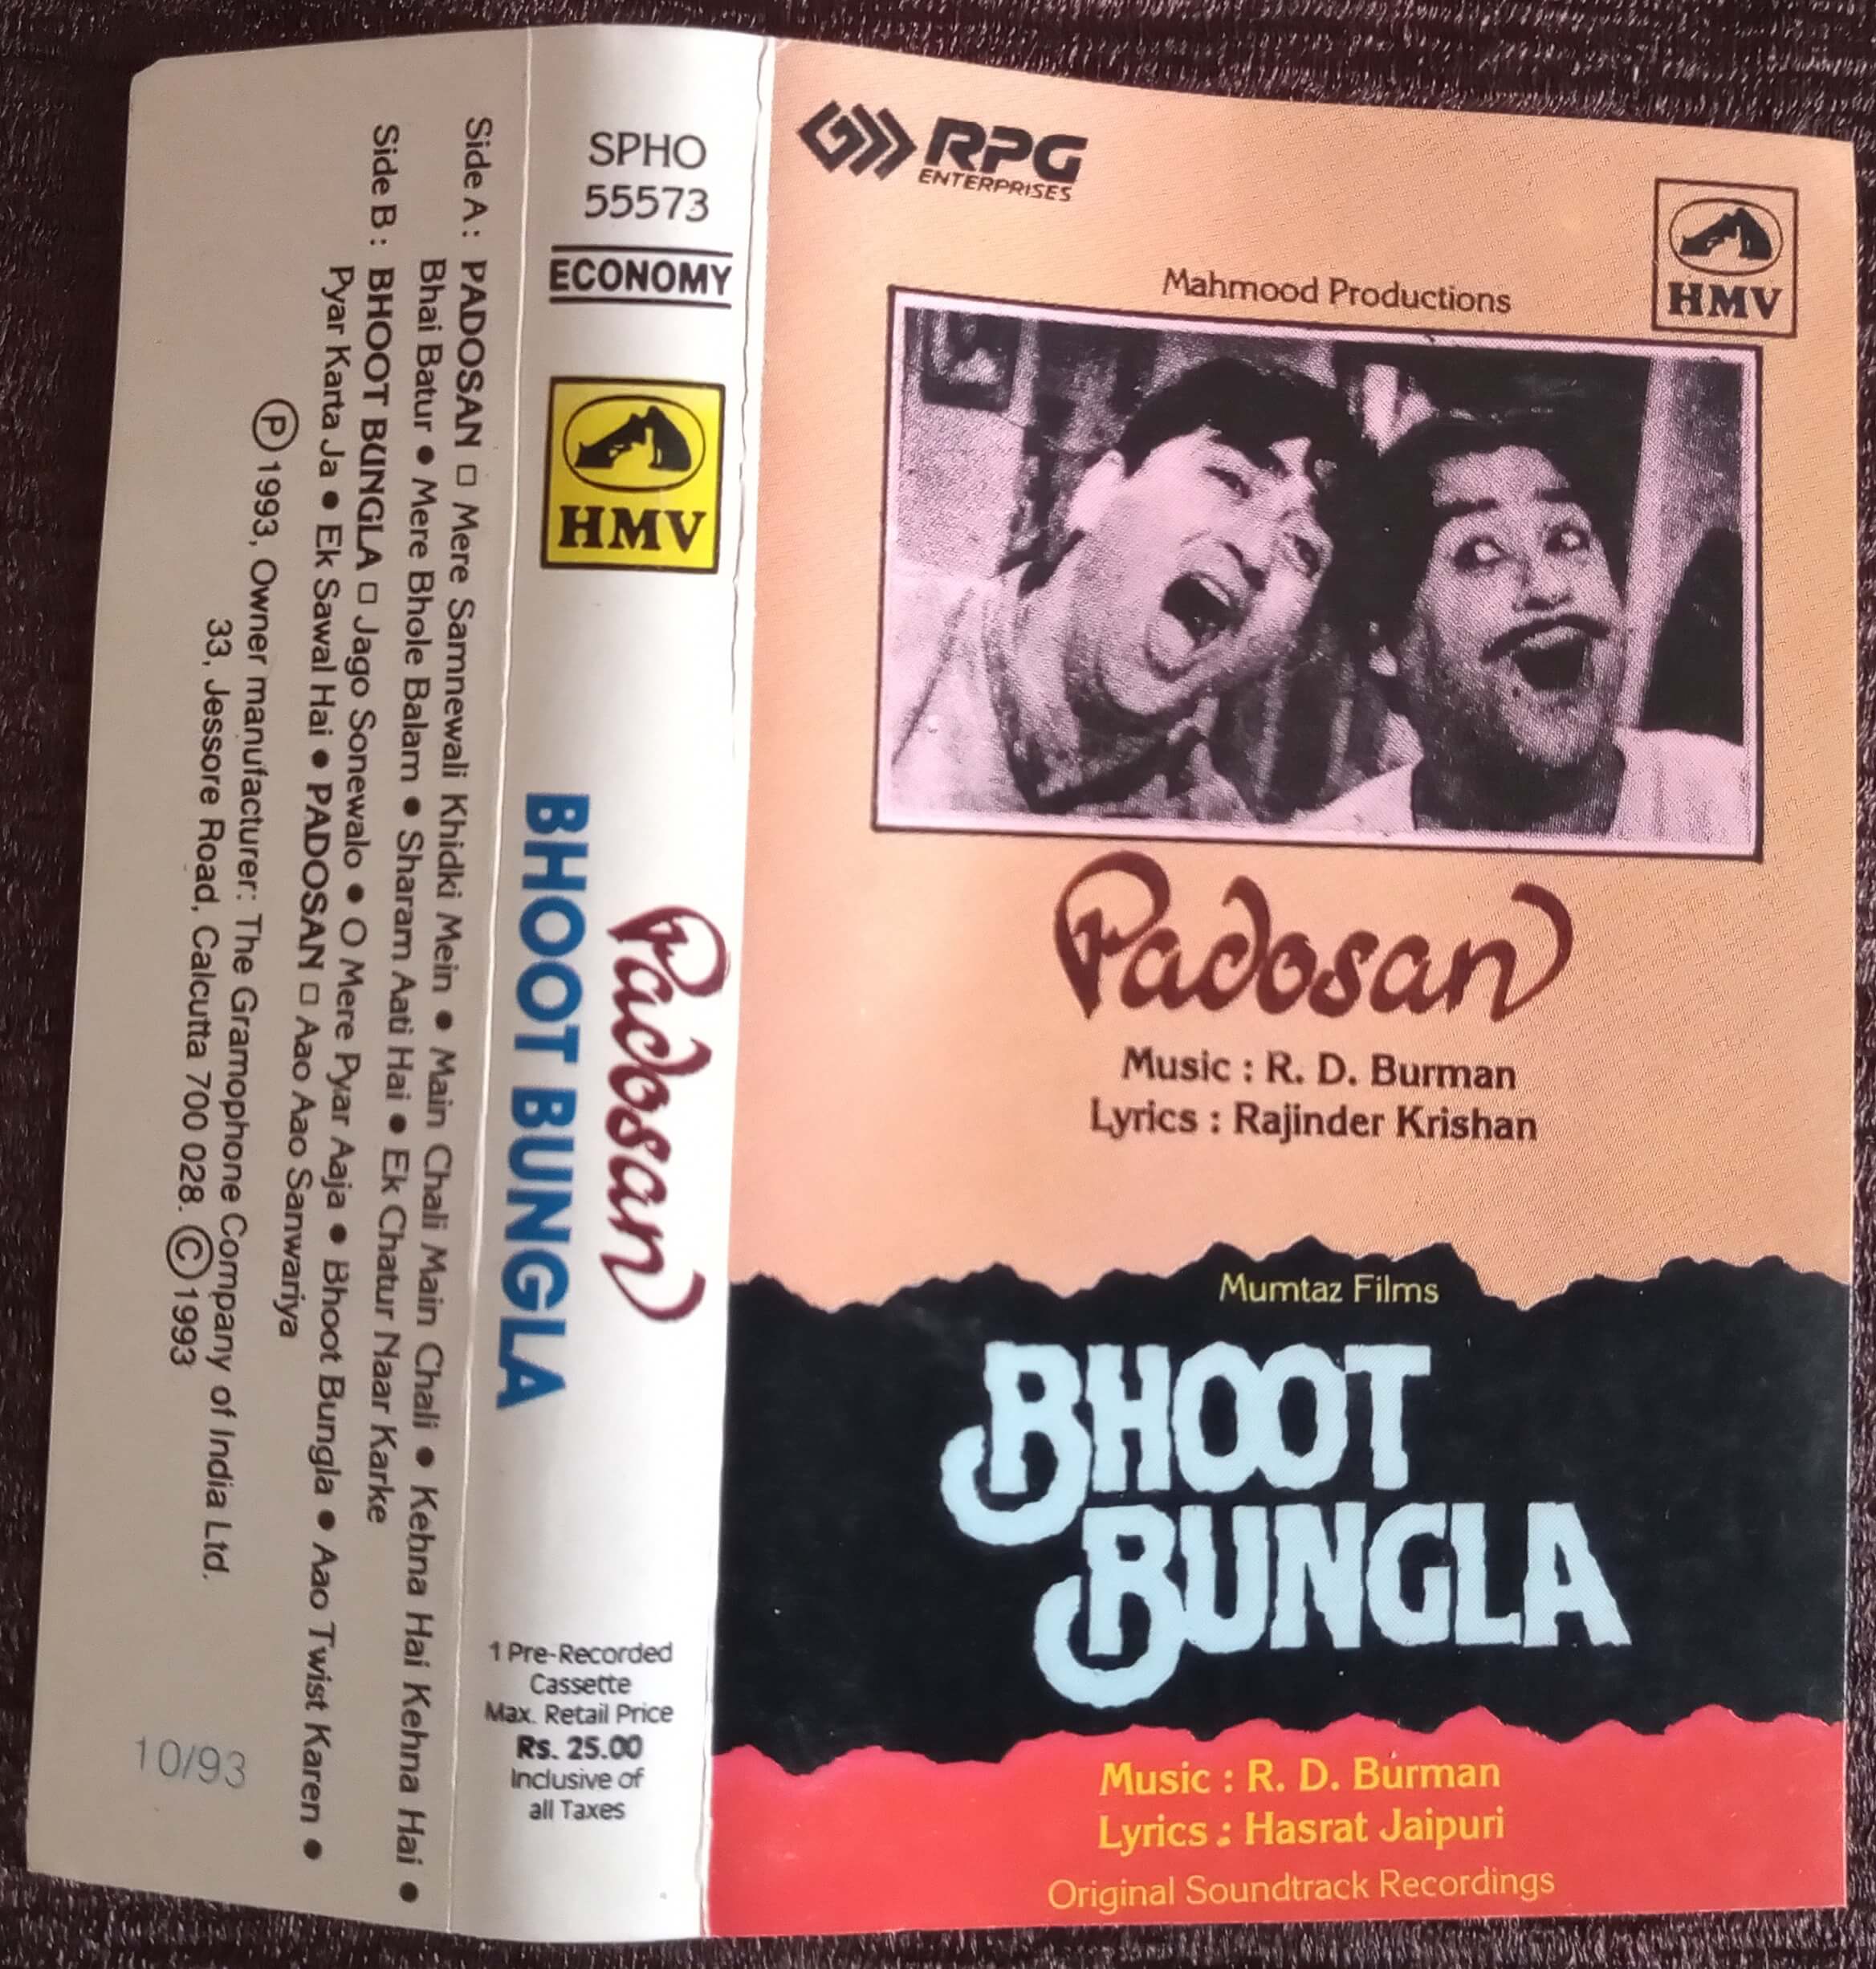 RPG
ENTERPRISES
HMV
Mahmood Productions
Padosan
Music : R. D. Burman
Lyrics : Rajinder Krishan
Mumtaz Films
BHOOT
BUNGLA
Music : R. D. Burman
Lyrics : Hasrat Jaipuri
Original Soundtrack Recordings
SPHO
55573
ECONOMY
HMV
Padosan
BHOOT BUNGLA
1 Pre-Recorded
Cassette
Max. Retail Price
Rs. 25.00
Inclusive of
all Taxes
Side A : PADOSAN □ Mere Samnewali Khidki Mein ● Main Chali Main Chali ● Kehna Hai Kehna Hai ●
Bhai Batur ● Mere Bhole Balam ● Sharam Aati Hai ● Ek Chatur Naar Karke
Side B : BHOOT BUNGLA □ Jago Sonewalo ● O Mere Pyar Aaja ● Bhoot Bungla ● Aao Twist Karen ●
Pyar Karta Ja ● Ek Sawal Hai ● PADOSAN □ Aao Aao Sanwariya
Ⓟ 1993, Owner manufacturer: The Gramophone Company of India Ltd.
33, Jessore Road, Calcutta 700 028. Ⓒ 1993
10/93